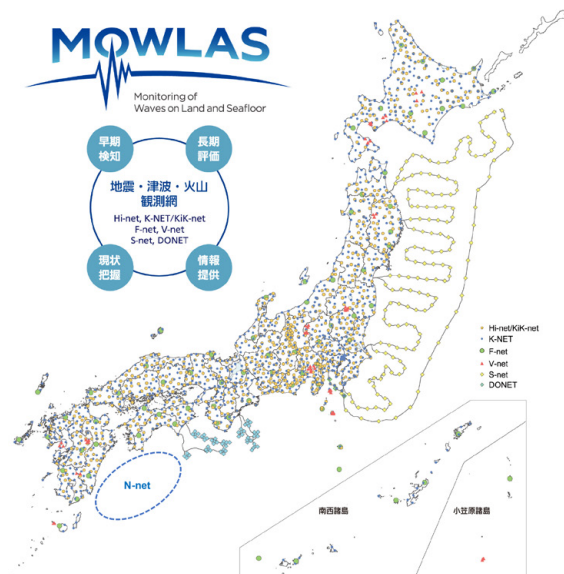 MOWLAS
Monitoring of
Waves on Land and Seafloor
早期
検知
長期
評価
地震・津波・火山
観測網
Hi-net, K-NET/KiK-net
F-net, V-net
S-net, DONET
現状
把握
情報
提供
Hi-net/KiK-net
K-NET
F-net
V-net
S-net
DONET
N-net
南西諸島
小笠原諸島